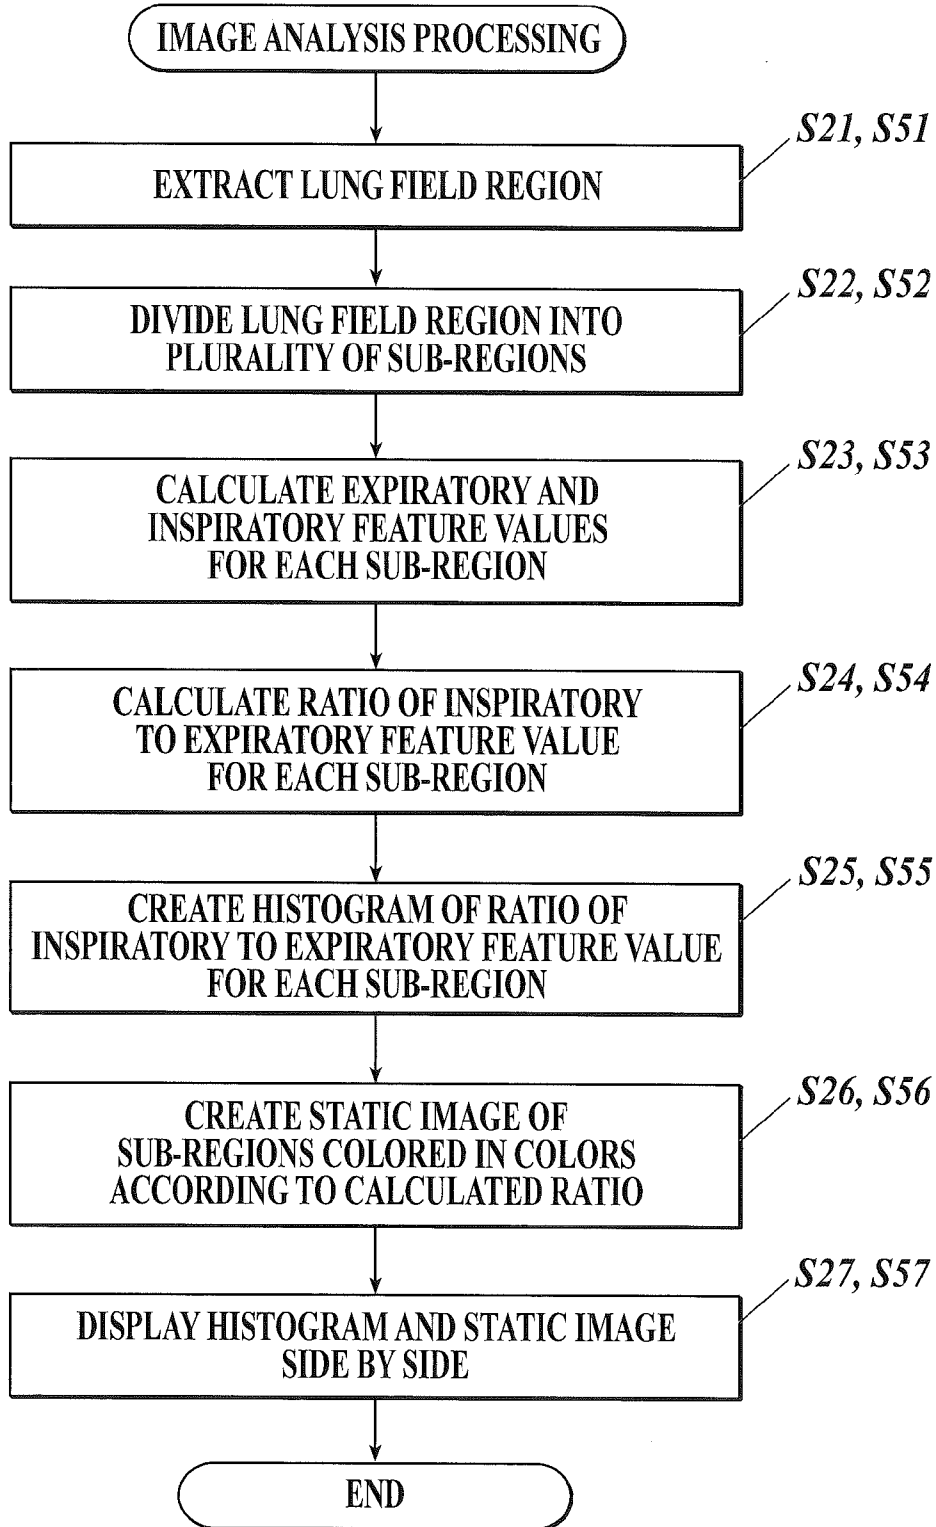 IMAGE ANALYSIS PROCESSING
S21, S51
EXTRACT LUNG FIELD REGION
S22, S52
DIVIDE LUNG FIELD REGION INTO
PLURALITY OF SUB-REGIONS
S23, S53
CALCULATE EXPIRATORY AND
INSPIRATORY FEATURE VALUES
FOR EACH SUB-REGION
S24, S54
CALCULATE RATIO OF INSPIRATORY
TO EXPIRATORY FEATURE VALUE
FOR EACH SUB-REGION
S25, S55
CREATE HISTOGRAM OF RATIO OF
INSPIRATORY TO EXPIRATORY FEATURE VALUE
FOR EACH SUB-REGION
S26, S56
CREATE STATIC IMAGE OF
SUB-REGIONS COLORED IN COLORS
ACCORDING TO CALCULATED RATIO
S27, S57
DISPLAY HISTOGRAM AND STATIC IMAGE
SIDE BY SIDE
END